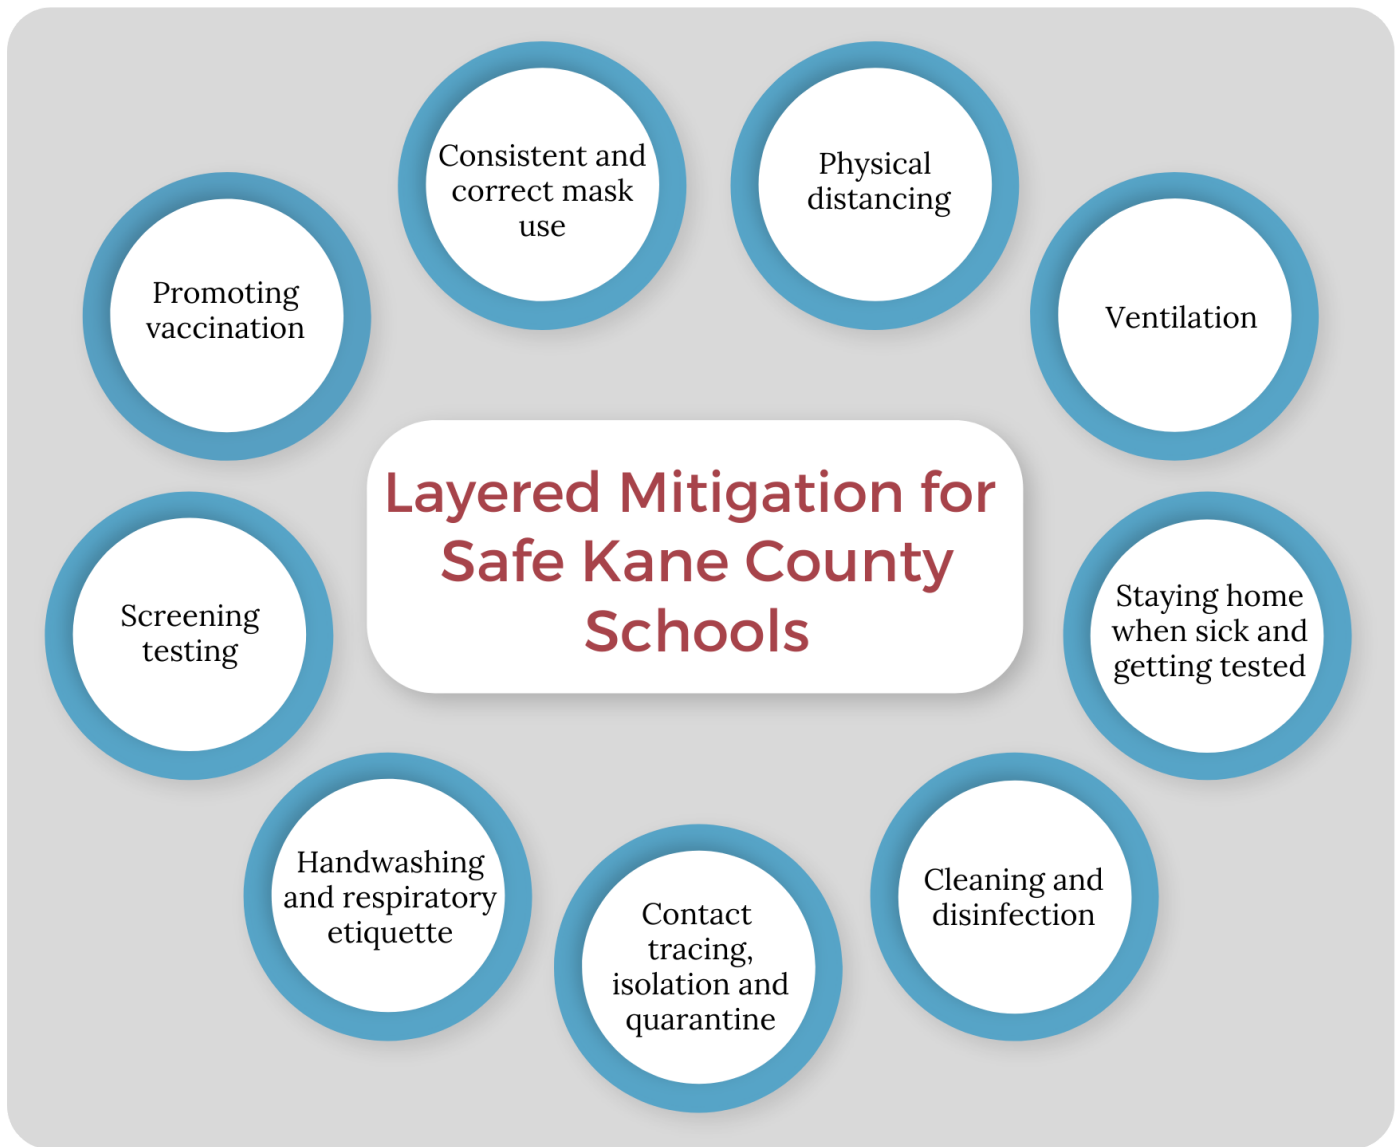 Consistent and
correct mask
use
Physical
distancing
Promoting
vaccination
Ventilation
Layered Mitigation for
Safe Kane County
Schools
Screening
testing
Staying home
when sick and
getting tested
Handwashing
and respiratory
etiquette
Contact
tracing,
isolation and
quarantine
Cleaning and
disinfection